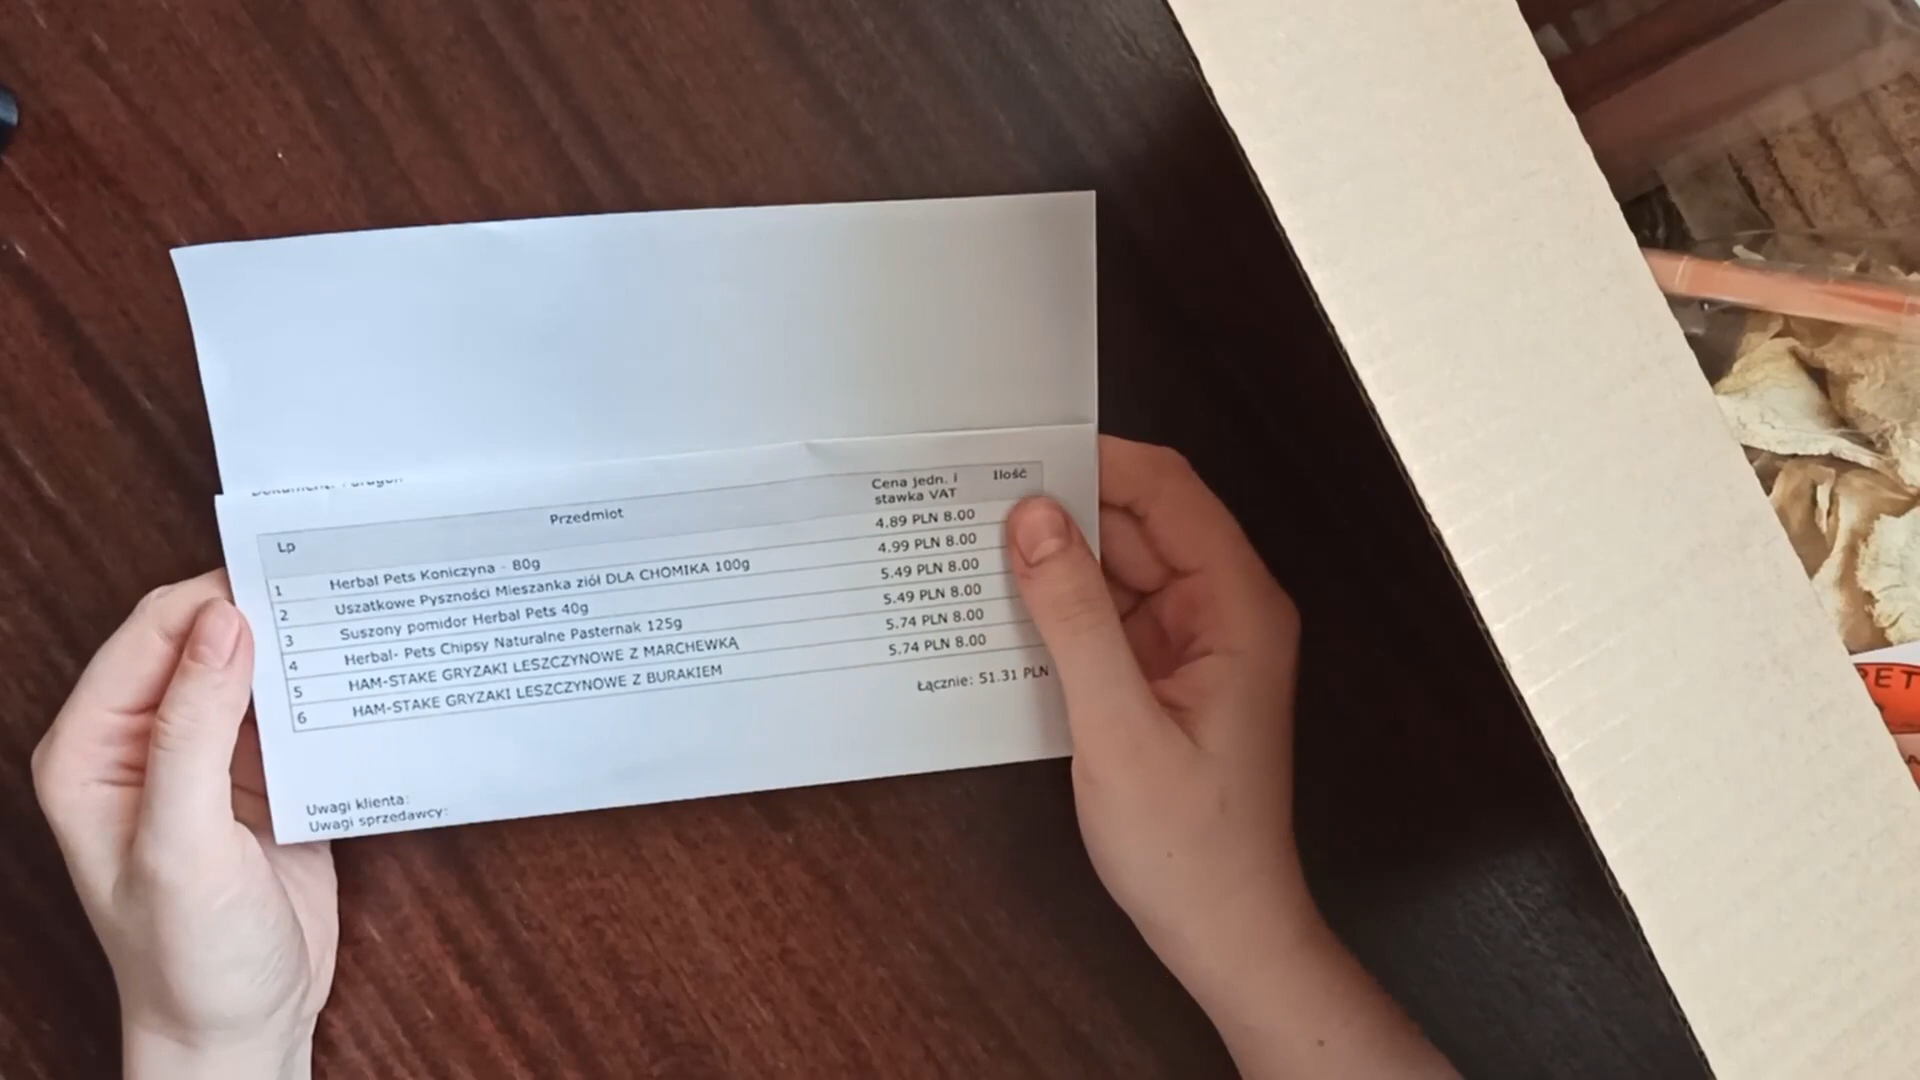 Lp Przedmiot Cena jedn. i stawka VAT Ilość
1 Herbal Pets Koniczyna - 80g 4.89 PLN 8.00
2 Uszatkowe Pyszności Mieszanka ziół DLA CHOMIKA 100g 4.99 PLN 8.00
3 Suszony pomidor Herbal Pets 40g 5.49 PLN 8.00
4 Herbal- Pets Chipsy Naturalne Pasternak 125g 5.49 PLN 8.00
5 HAM-STAKE GRYZAKI LESZCZYNOWE Z MARCHEWKĄ 5.74 PLN 8.00
6 HAM-STAKE GRYZAKI LESZCZYNOWE Z BURAKIEM 5.74 PLN 8.00
Łącznie: 51.31 PLN
Uwagi klienta:
Uwagi sprzedawcy: